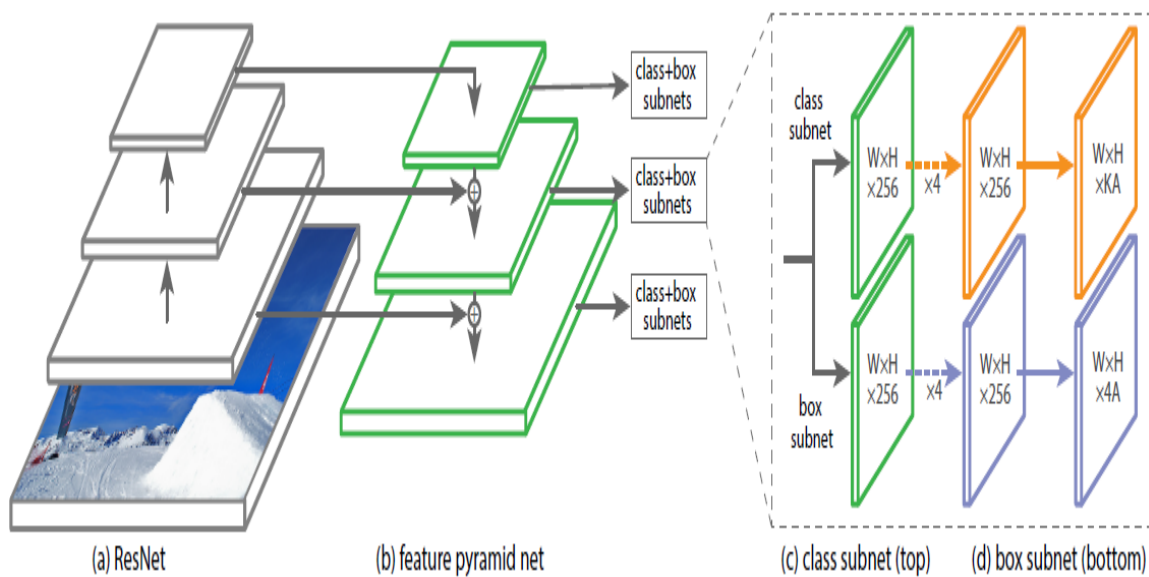 class+box
subnets
class+box
subnets
class+box
subnets
class
subnet
W×H
×256
×4
W×H
×256
W×H
×KA
box
subnet
W×H
×256
×4
W×H
×256
W×H
×4A
+
+
(a) ResNet
(b) feature pyramid net
(c) class subnet (top)
(d) box subnet (bottom)